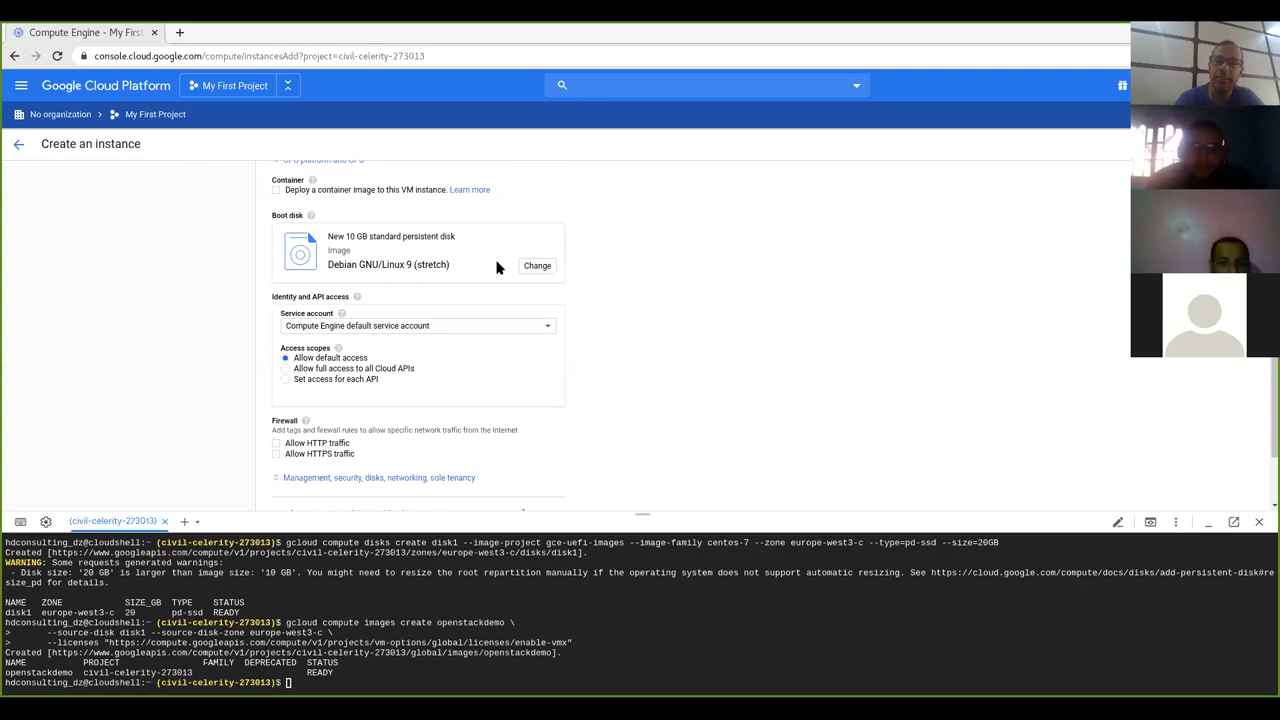 Compute Engine - My First
console.cloud.google.com/compute/instancesAdd?project=civil-celerity-273013
Google Cloud Platform
My First Project
No organization
My First Project
Create an instance
Container
Deploy a container image to this VM instance. Learn more
Boot disk
New 10 GB standard persistent disk
Image
Debian GNU/Linux 9 (stretch)
Change
Identity and API access
Service account
Compute Engine default service account
Access scopes
Allow default access
Allow full access to all Cloud APIs
Set access for each API
Firewall
Add tags and firewall rules to allow specific network traffic from the Internet
Allow HTTP traffic
Allow HTTPS traffic
Management, security, disks, networking, sole tenancy
(civil-celerity-273013)
hdconsulting_dz@cloudshell:~ (civil-celerity-273013)$ gcloud compute disks create disk1 --image-project gce-uefi-images --image-family centos-7 --zone europe-west3-c --type=pd-ssd --size=20GB
Created [https://www.googleapis.com/compute/v1/projects/civil-celerity-273013/zones/europe-west3-c/disks/disk1].
WARNING: Some requests generated warnings:
- Disk size: '20 GB' is larger than image size: '10 GB'. You might need to resize the root repartition manually if the operating system does not support automatic resizing. See https://cloud.google.com/compute/docs/disks/add-persistent-disk#re
size_pd for details.
NAME ZONE SIZE_GB TYPE STATUS
disk1 europe-west3-c 20 pd-ssd READY
hdconsulting_dz@cloudshell:~ (civil-celerity-273013)$ gcloud compute images create openstackdemo \
> --source-disk disk1 --source-disk-zone europe-west3-c \
> --licenses "https://compute.googleapis.com/compute/v1/projects/vm-options/global/licenses/enable-vmx"
Created [https://www.googleapis.com/compute/v1/projects/civil-celerity-273013/global/images/openstackdemo].
NAME PROJECT FAMILY DEPRECATED STATUS
openstackdemo civil-celerity-273013 READY
hdconsulting_dz@cloudshell:~ (civil-celerity-273013)$